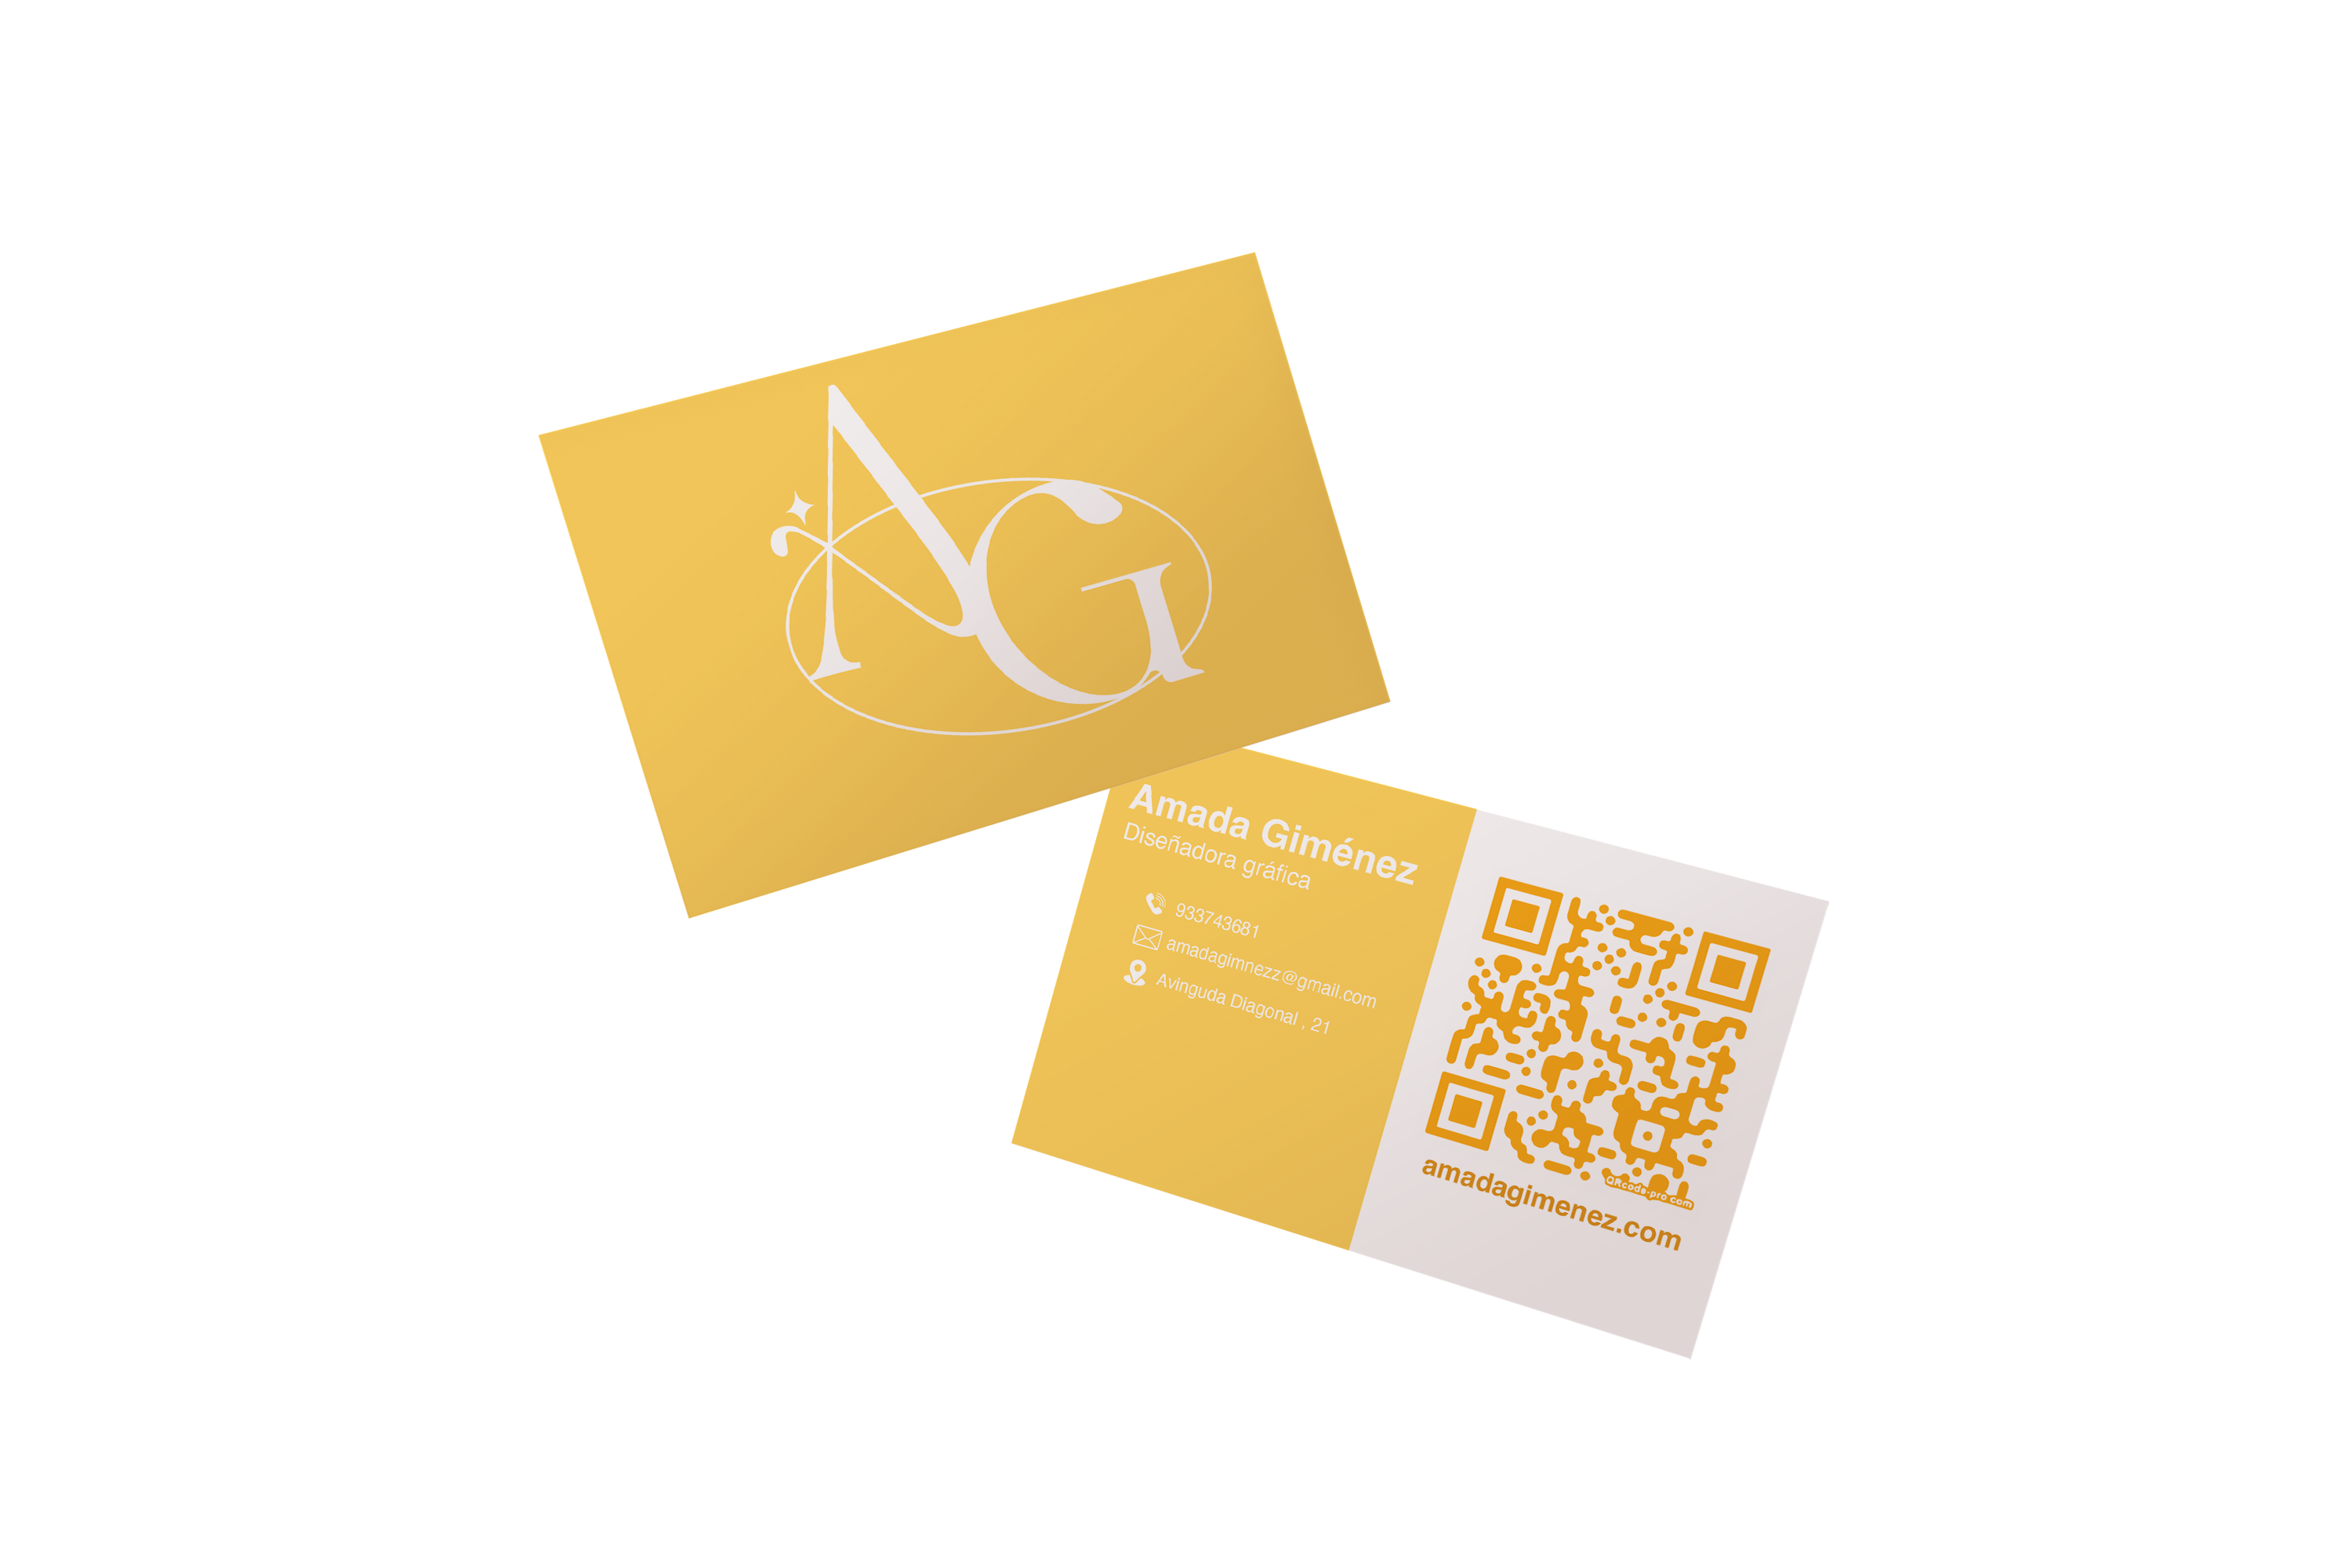 AG
Amada Giménez
Diseñadora gráfica
933743681
amadagimnezz@gmail.com
Avinguda Diagonal , 21
QRcode-pro com
amadagimenez.com